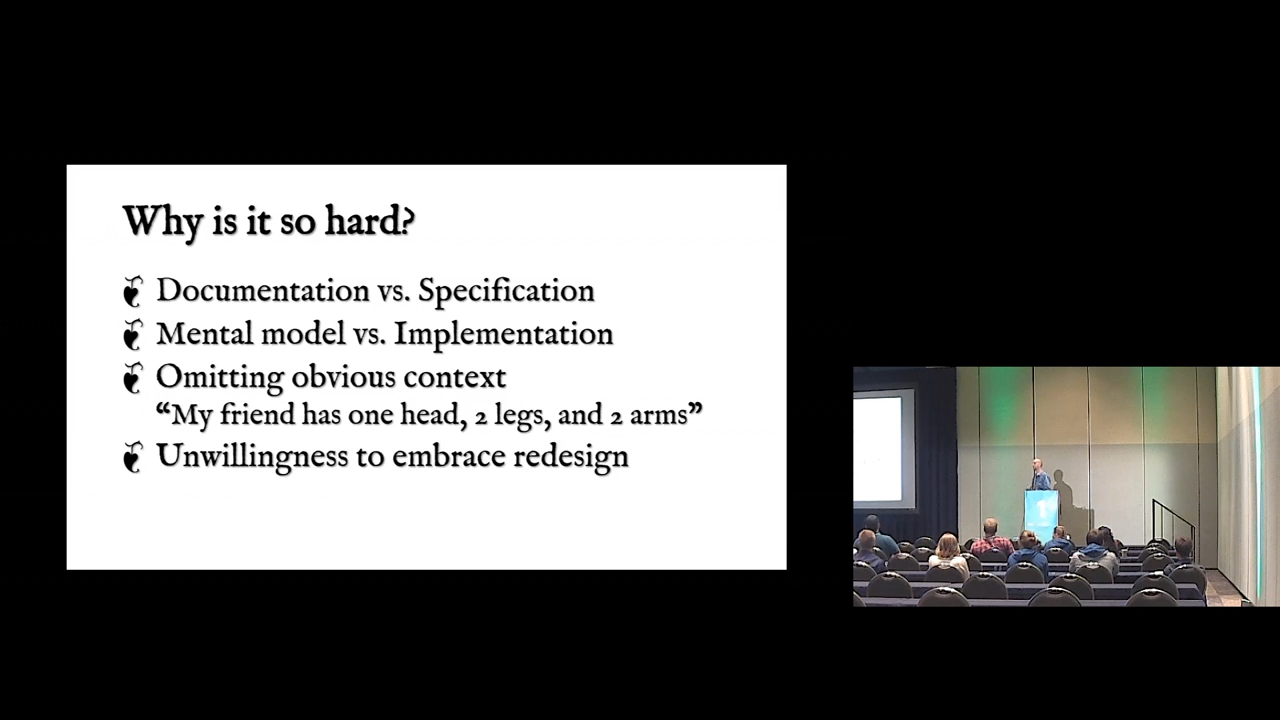 Why is it so hard?
Documentation vs. Specification
Mental model vs. Implementation
Omitting obvious context
“My friend has one head, 2 legs, and 2 arms”
Unwillingness to embrace redesign